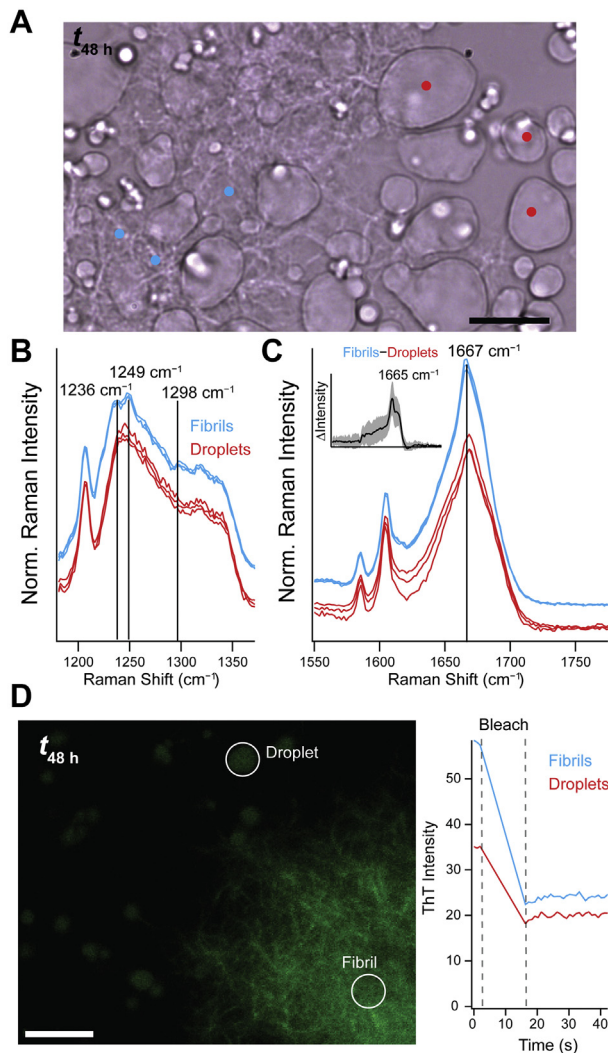 A
t48 h
B
1249 cm⁻¹
1236 cm⁻¹
1298 cm⁻¹
Fibrils
Droplets
Norm. Raman Intensity
1200
1250
1300
1350
Raman Shift (cm⁻¹)
C
Fibrils–Droplets
1667 cm⁻¹
1665 cm⁻¹
ΔIntensity
Norm. Raman Intensity
1550
1600
1650
1700
1750
Raman Shift (cm⁻¹)
D
t48 h
Droplet
Fibril
Bleach
Fibrils
Droplets
ThT Intensity
50
40
30
20
10
0
0
10
20
30
40
Time (s)